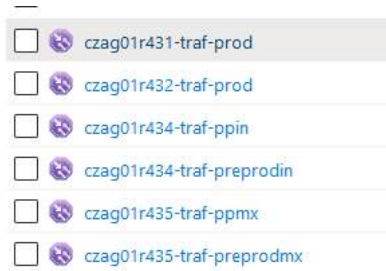 czag01r431-traf-prod
czag01r432-traf-prod
czag01r434-traf-ppin
czag01r434-traf-preprodin
czag01r435-traf-ppmx
czag01r435-traf-preprodmx